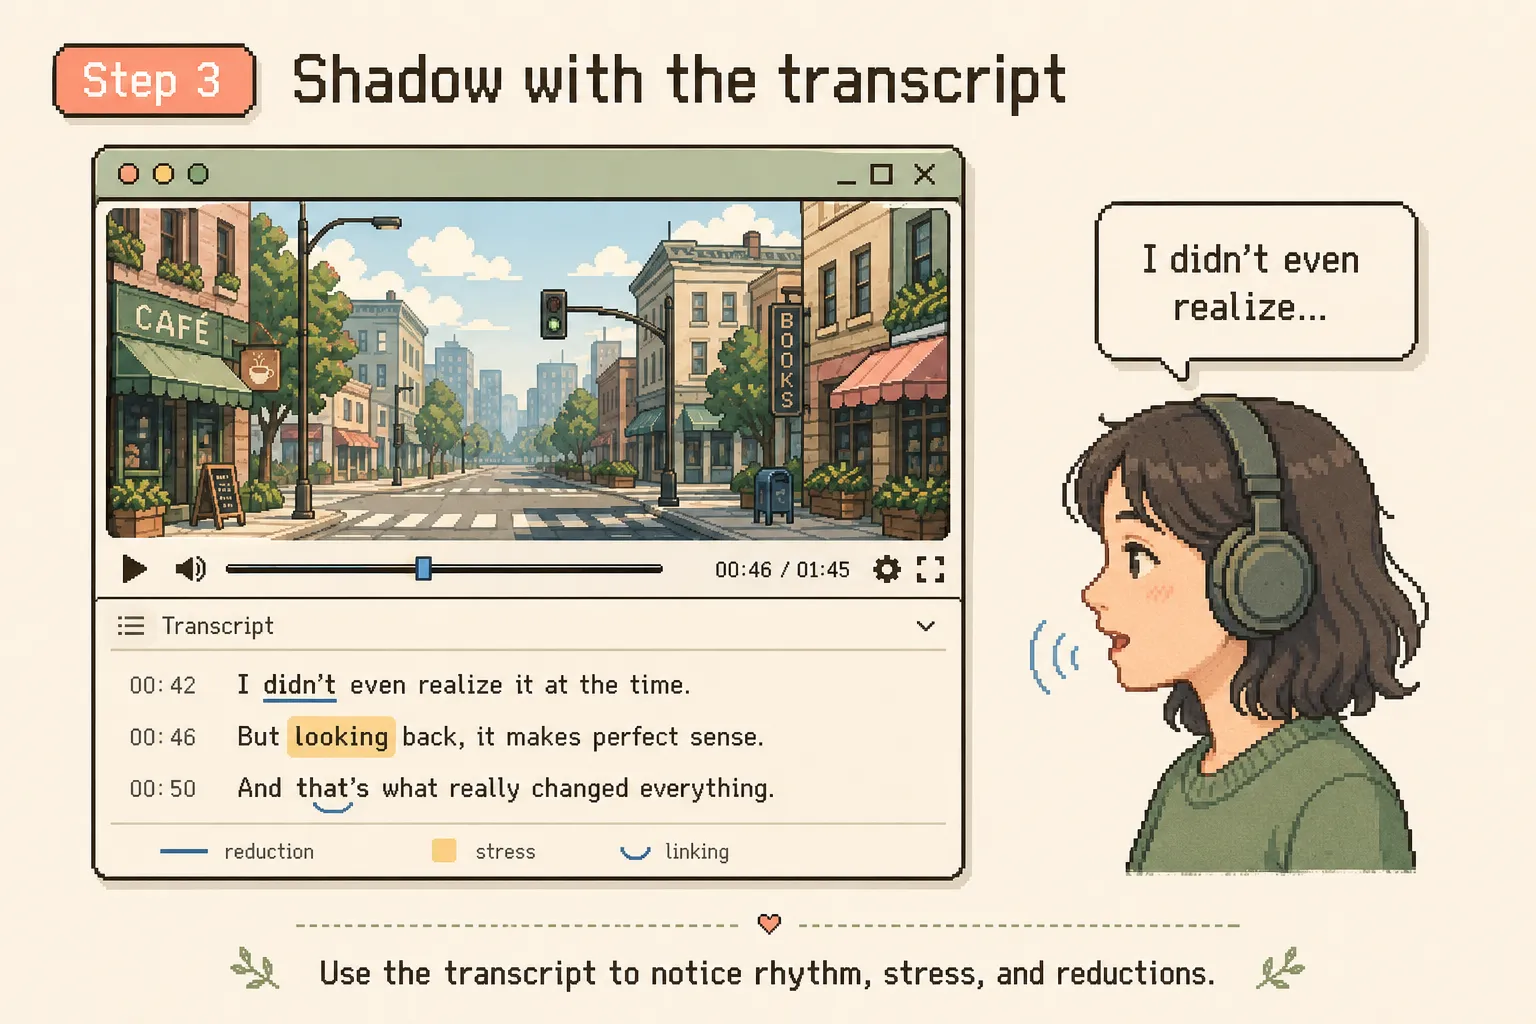 Step 3
Shadow with the transcript
CAFÉ
BOOKS
I didn't even
realize...
00:46 / 01:45
Transcript
00:42 I didn't even realize it at the time.
00:46 But looking back, it makes perfect sense.
00:50 And that's what really changed everything.
reduction stress linking
Use the transcript to notice rhythm, stress, and reductions.